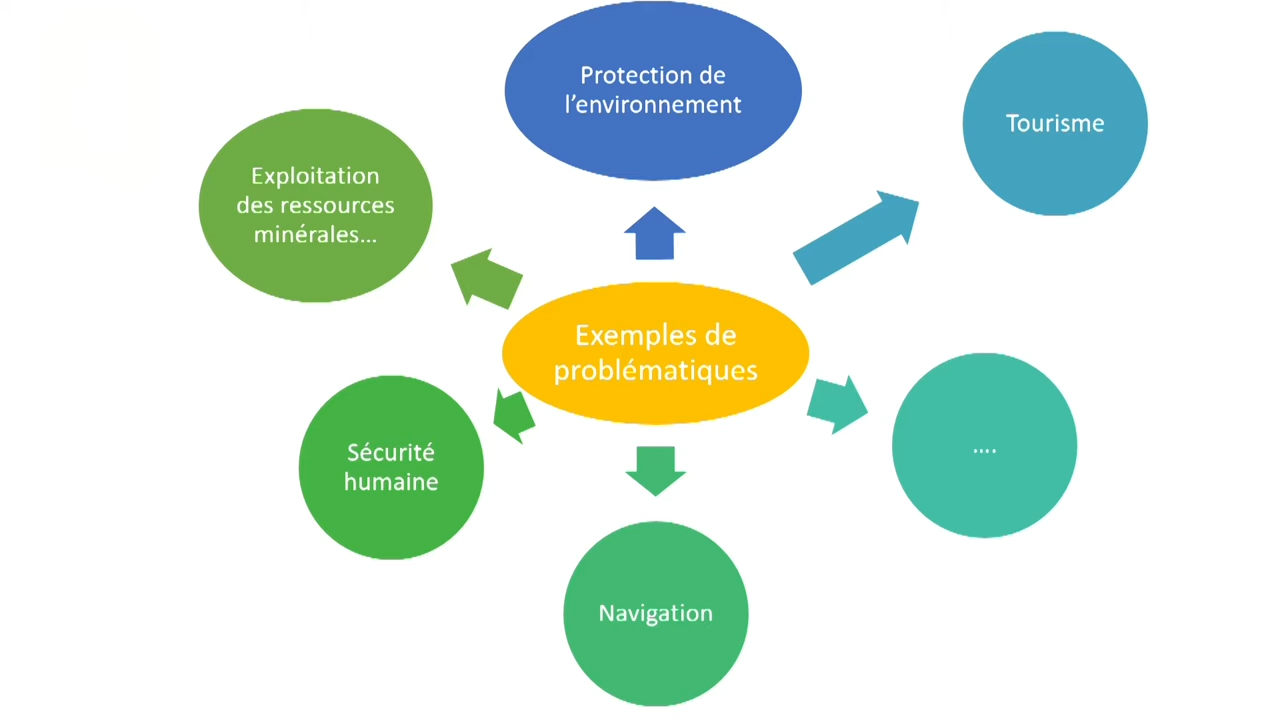 Protection de
l’environnement
Tourisme
Exploitation
des ressources
minérales…
Exemples de
problématiques
Sécurité
humaine
….
Navigation